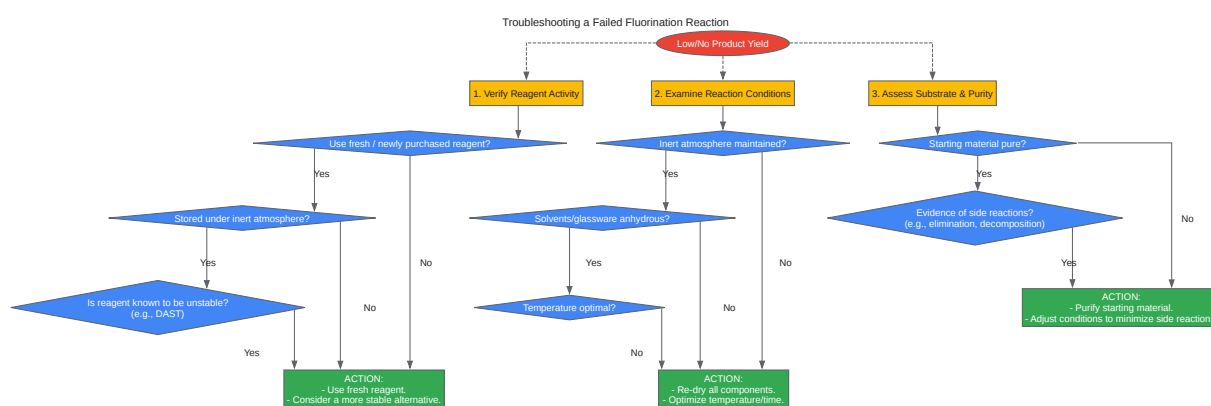 Troubleshooting a Failed Fluorination Reaction
Low/No Product Yield
1. Verify Reagent Activity
2. Examine Reaction Conditions
3. Assess Substrate & Purity
Use fresh / newly purchased reagent?
Inert atmosphere maintained?
Starting material pure?
Yes
Yes
Yes
Stored under inert atmosphere?
Solvents/glassware anhydrous?
Evidence of side reactions?
(e.g., elimination, decomposition)
No
Yes
No
Yes
No
Yes
Is reagent known to be unstable?
(e.g., DAST)
No
Temperature optimal?
No
ACTION:
- Purify starting material.
- Adjust conditions to minimize side reaction
Yes
No
ACTION:
- Use fresh reagent.
- Consider a more stable alternative.
ACTION:
- Re-dry all components.
- Optimize temperature/time.